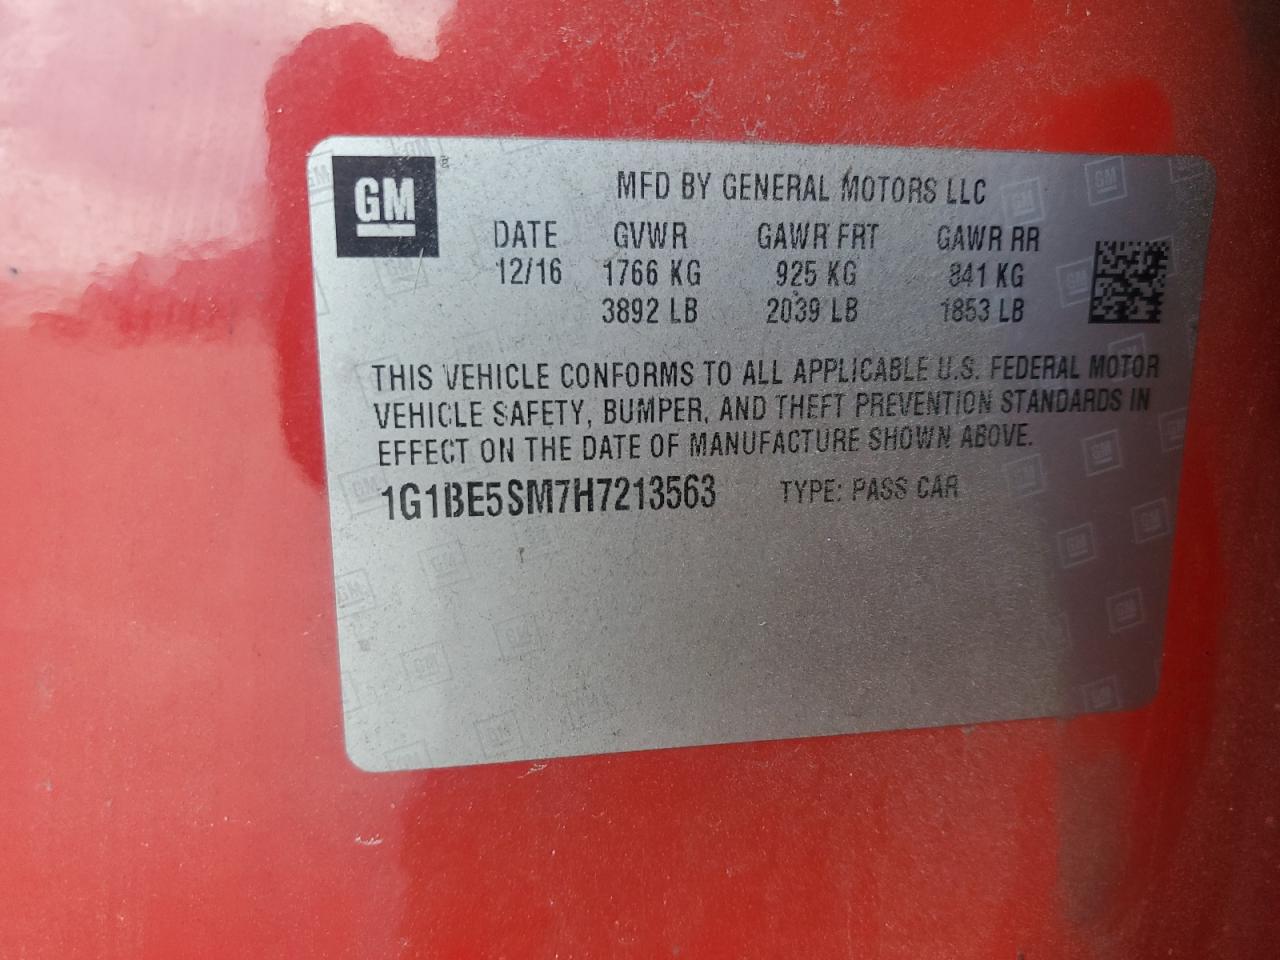 GM
MFD BY GENERAL MOTORS LLC
DATE GVWR GAWR FRT GAWR RR
12/16 1766 KG 925 KG 841 KG
3892 LB 2039 LB 1853 LB
THIS VEHICLE CONFORMS TO ALL APPLICABLE U.S. FEDERAL MOTOR
VEHICLE SAFETY, BUMPER, AND THEFT PREVENTION STANDARDS IN
EFFECT ON THE DATE OF MANUFACTURE SHOWN ABOVE.
1G1BE5SM7H7213563 TYPE: PASS CAR